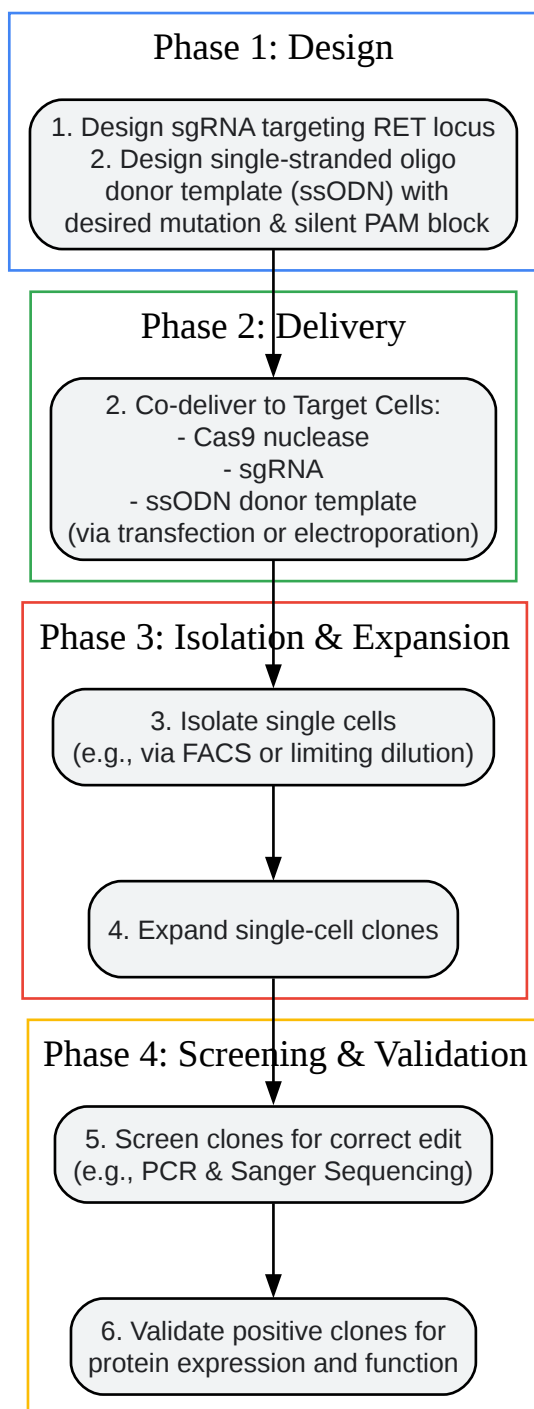 Phase 1: Design
1. Design sgRNA targeting RET locus
2. Design single-stranded oligo
donor template (ssODN) with
desired mutation & silent PAM block
Phase 2: Delivery
2. Co-deliver to Target Cells:
- Cas9 nuclease
- sgRNA
- ssODN donor template
(via transfection or electroporation)
Phase 3: Isolation & Expansion
3. Isolate single cells
(e.g., via FACS or limiting dilution)
4. Expand single-cell clones
Phase 4: Screening & Validation
5. Screen clones for correct edit
(e.g., PCR & Sanger Sequencing)
6. Validate positive clones for
protein expression and function